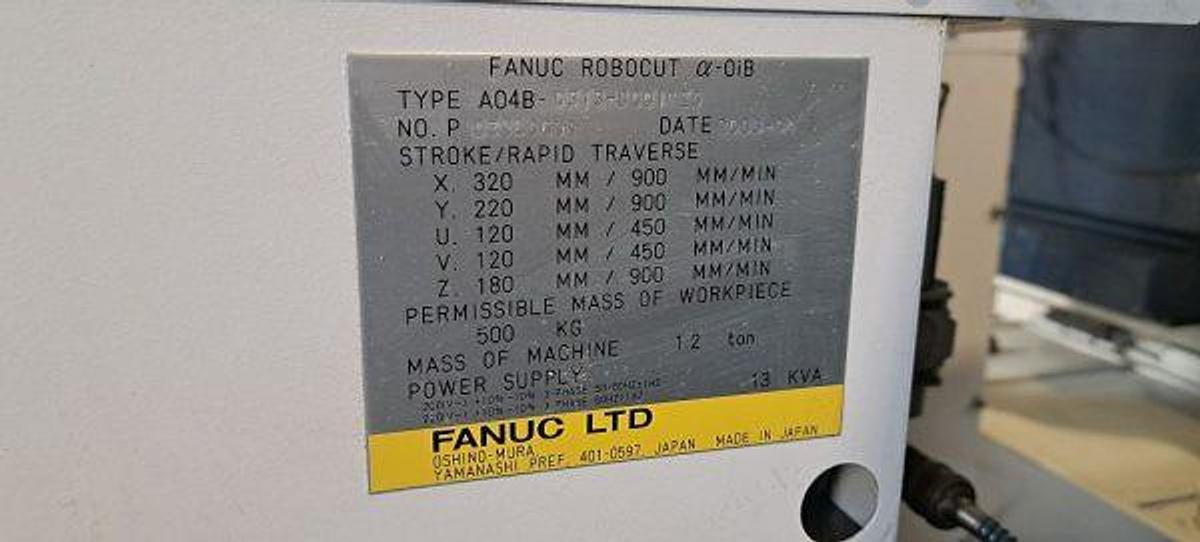 FANUC ROBOCUT α-0iB
TYPE A04B-
NO. P DATE
STROKE/RAPID TRAVERSE
X. 320 MM / 900 MM/MIN
Y. 220 MM / 900 MM/MIN
U. 120 MM / 450 MM/MIN
V. 120 MM / 450 MM/MIN
Z. 180 MM / 900 MM/MIN
PERMISSIBLE MASS OF WORKPIECE
500 KG
MASS OF MACHINE 1.2 ton
POWER SUPPLY 13 KVA
FANUC LTD
OSHINO-MURA
YAMANASHI PREF. 401-0597, JAPAN MADE IN JAPAN